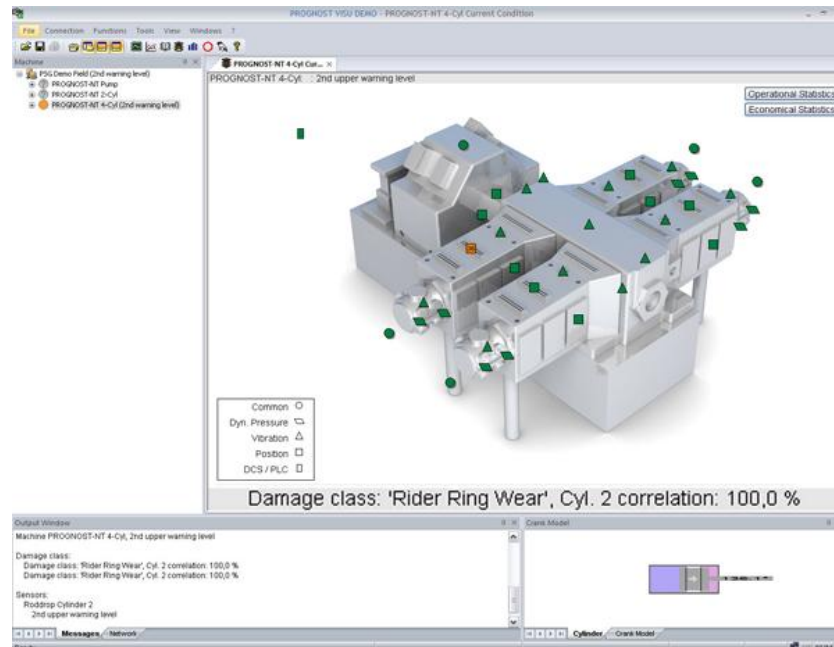 PROGNOST VISU DEMO - PROGNOST-NT 4-Cyl Current Condition
File Connection Functions Tools View Windows ?
Machine
PSG Demo Field (2nd warning level)
PROGNOST-NT Pump
PROGNOST-NT 2-Cyl
PROGNOST-NT 4-Cyl (2nd warning level)
PROGNOST-NT 4-Cyl Cur...
PROGNOST-NT 4-Cyl : 2nd upper warning level
Operational Statistics
Economical Statistics
Common
Dyn. Pressure
Vibration
Position
DCS / PLC
Damage class: 'Rider Ring Wear', Cyl. 2 correlation: 100,0 %
Output Window
Machine PROGNOST-NT 4-Cyl, 2nd upper warning level
Damage class:
Damage class: 'Rider Ring Wear', Cyl. 2 correlation: 100,0 %
Damage class: 'Rider Ring Wear', Cyl. 2 correlation: 100,0 %
Sensors:
Roddrop Cylinder 2
2nd upper warning level
Messages Network
Crank Model
Cylinder Crank Model